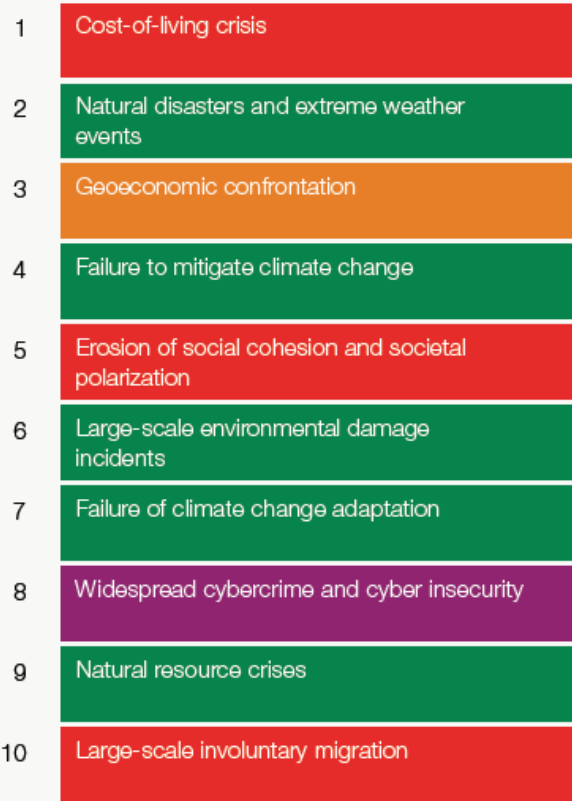 1 Cost-of-living crisis
2 Natural disasters and extreme weather
events
3 Geoeconomic confrontation
4 Failure to mitigate climate change
5 Erosion of social cohesion and societal
polarization
6 Large-scale environmental damage
incidents
7 Failure of climate change adaptation
8 Widespread cybercrime and cyber insecurity
9 Natural resource crises
10 Large-scale involuntary migration